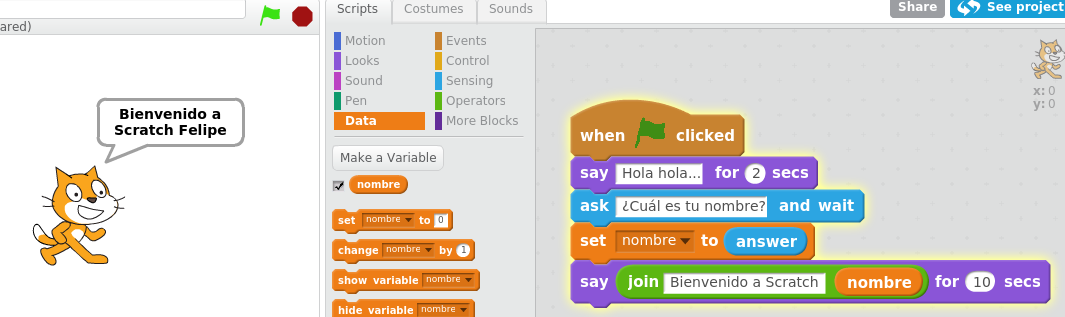 ared)
Bienvenido a
Scratch Felipe
Scripts Costumes Sounds
Share See project
Motion Events
Looks Control
Sound Sensing
Pen Operators
Data More Blocks
Make a Variable
nombre
set nombre to 0
change nombre by 1
show variable nombre
hide variable nombre
x: 0
y: 0
when clicked
say Hola hola... for 2 secs
ask ¿Cuál es tu nombre? and wait
set nombre to answer
say join Bienvenido a Scratch nombre for 10 secs